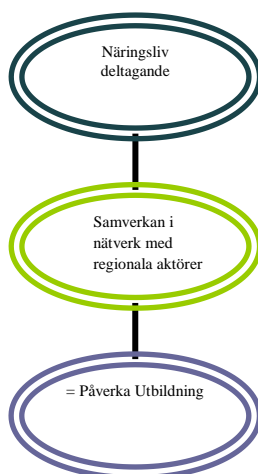 Näringsliv
deltagande
Samverkan i
nätverk med
regionala aktörer
= Påverka Utbildning